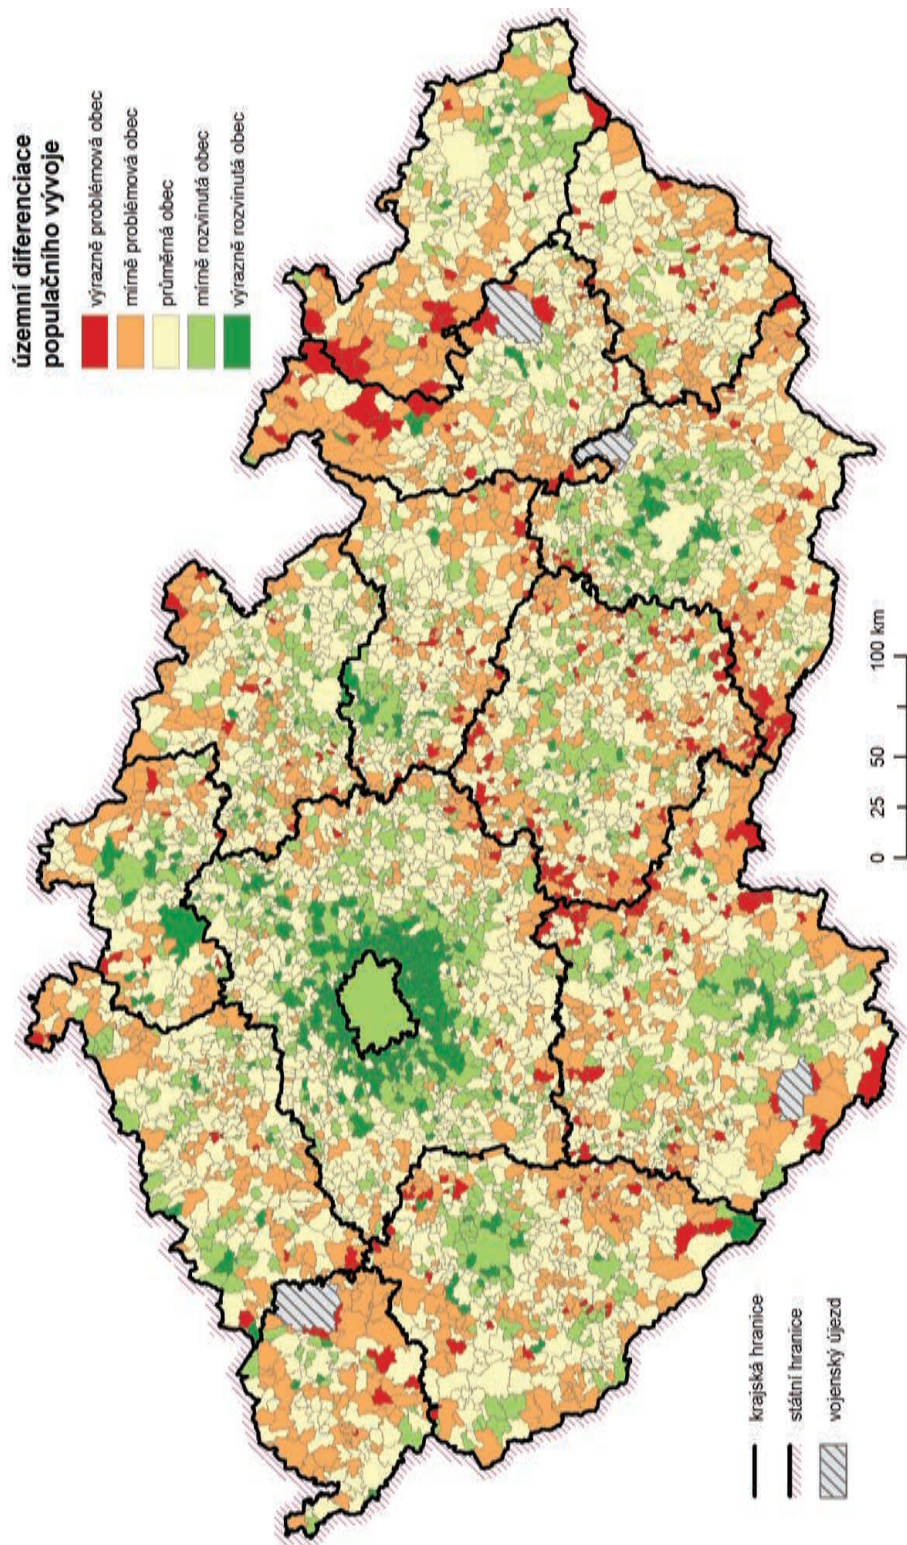 územní diferenciace
populačního vývoje
výrazně problémová obec
mírně problémová obec
průměrná obec
mírně rozvinutá obec
výrazně rozvinutá obec
krajská hranice
státní hranice
vojenský újezd
0 25 50 100 km